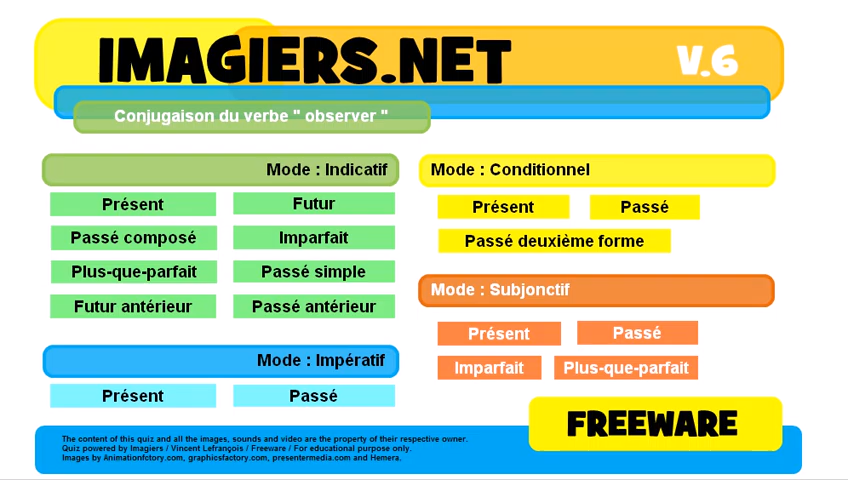 IMAGIERS.NET
V.6
Conjugaison du verbe " observer "
Mode : Indicatif
Présent
Futur
Passé composé
Imparfait
Plus-que-parfait
Passé simple
Futur antérieur
Passé antérieur
Mode : Impératif
Présent
Passé
Mode : Conditionnel
Présent
Passé
Passé deuxième forme
Mode : Subjonctif
Présent
Passé
Imparfait
Plus-que-parfait
FREEWARE
The content of this quiz and all the images, sounds and video are the property of their respective owner.
Quiz powered by Imagiers / Vincent Lefrançois / Freeware / For educational purpose only.
Images by Animationfctory.com, graphicsfactory.com, presentermedia.com and Hemera.